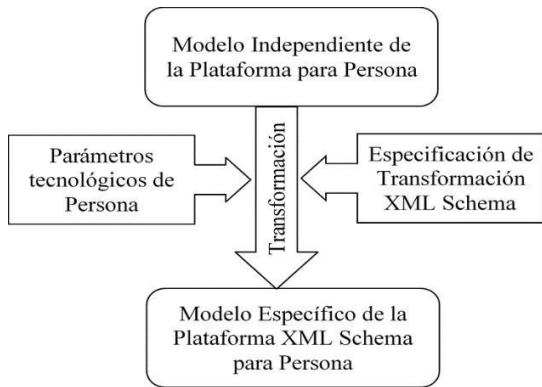 Modelo Independiente de
la Plataforma para Persona
Parámetros
tecnológicos de
Persona
Transformación
Especificación de
Transformación
XML Schema
Modelo Específico de la
Plataforma XML Schema
para Persona